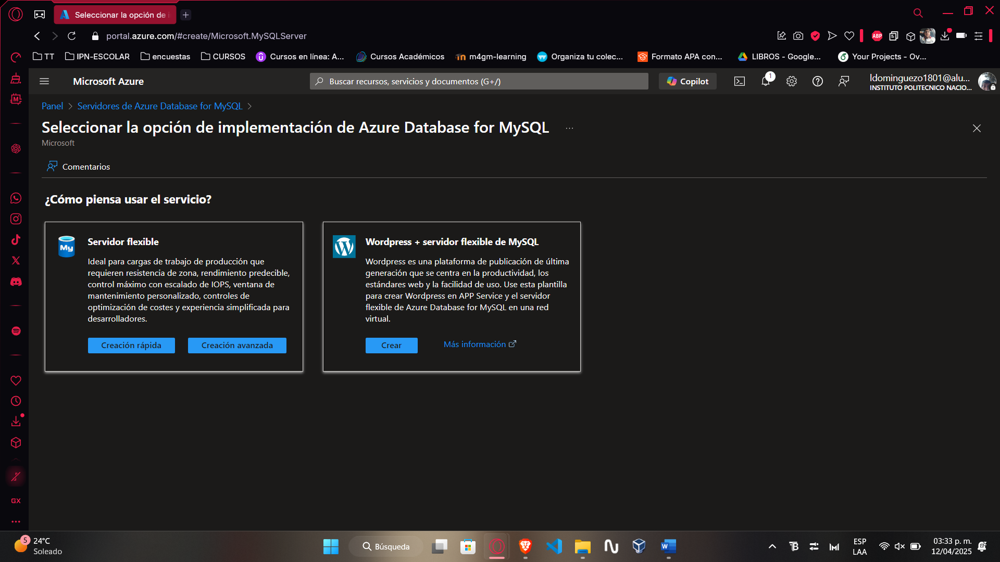 Seleccionar la opción de i
portal.azure.com/#create/Microsoft.MySQLServer
ABP
TT
IPN-ESCOLAR
encuestas
CURSOS
Cursos en línea: A...
Cursos Académicos
m4gm-learning
Organiza tu colec...
Formato APA con...
LIBROS - Google...
Your Projects - Ov...
Microsoft Azure
Buscar recursos, servicios y documentos (G+/)
Copilot
1
ldominguezo1801@alu...
INSTITUTO POLITECNICO NACIO...
Panel > Servidores de Azure Database for MySQL >
Seleccionar la opción de implementación de Azure Database for MySQL ...
Microsoft
Comentarios
¿Cómo piensa usar el servicio?
My
Servidor flexible
Ideal para cargas de trabajo de producción que
requieren resistencia de zona, rendimiento predecible,
control máximo con escalado de IOPS, ventana de
mantenimiento personalizado, controles de
optimización de costes y experiencia simplificada para
desarrolladores.
Creación rápida
Creación avanzada
Wordpress + servidor flexible de MySQL
Wordpress es una plataforma de publicación de última
generación que se centra en la productividad, los
estándares web y la facilidad de uso. Use esta plantilla
para crear Wordpress en APP Service y el servidor
flexible de Azure Database for MySQL en una red
virtual.
Crear
Más información
GX
5
24°C
Soleado
Búsqueda
ESP
LAA
03:33 p. m.
12/04/2025